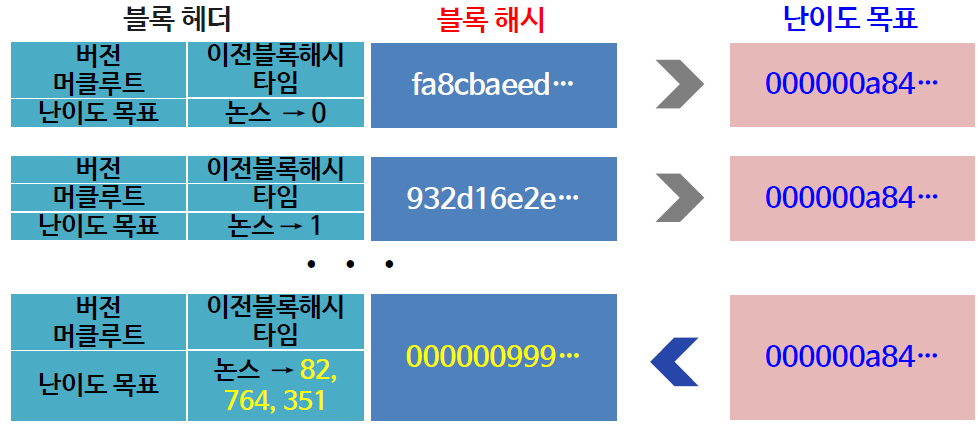 블록 헤더 블록 해시 난이도 목표
버전 이전블록해시
머클루트 타임
난이도 목표 논스 → 0
fa8cbaeed…
000000a84…
버전 이전블록해시
머클루트 타임
난이도 목표 논스 → 1
932d16e2e…
000000a84…
• • •
버전 이전블록해시
머클루트 타임
난이도 목표 논스 → 82,
764, 351
000000999…
000000a84…